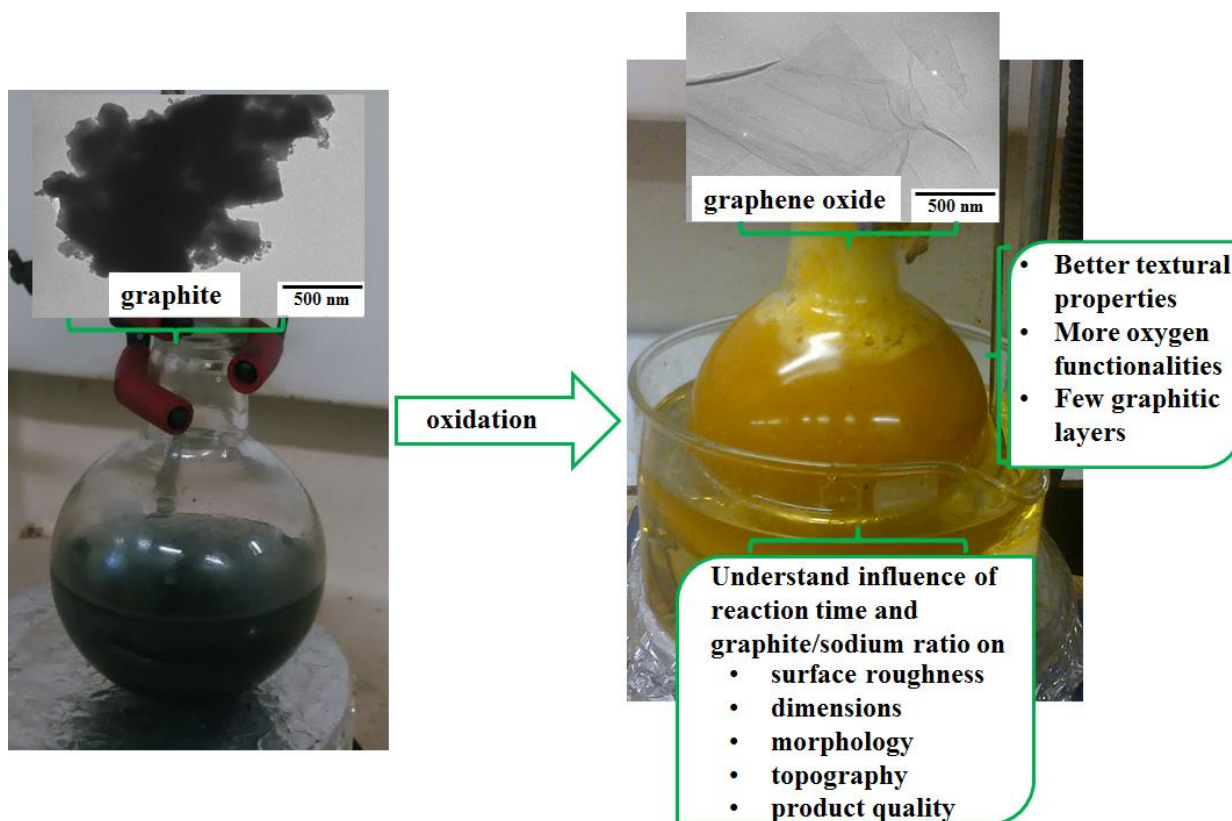 graphite
500 nm
oxidation
graphene oxide
500 nm
• Better textural
properties
• More oxygen
functionalities
• Few graphitic
layers
Understand influence of
reaction time and
graphite/sodium ratio on
• surface roughness
• dimensions
• morphology
• topography
• product quality